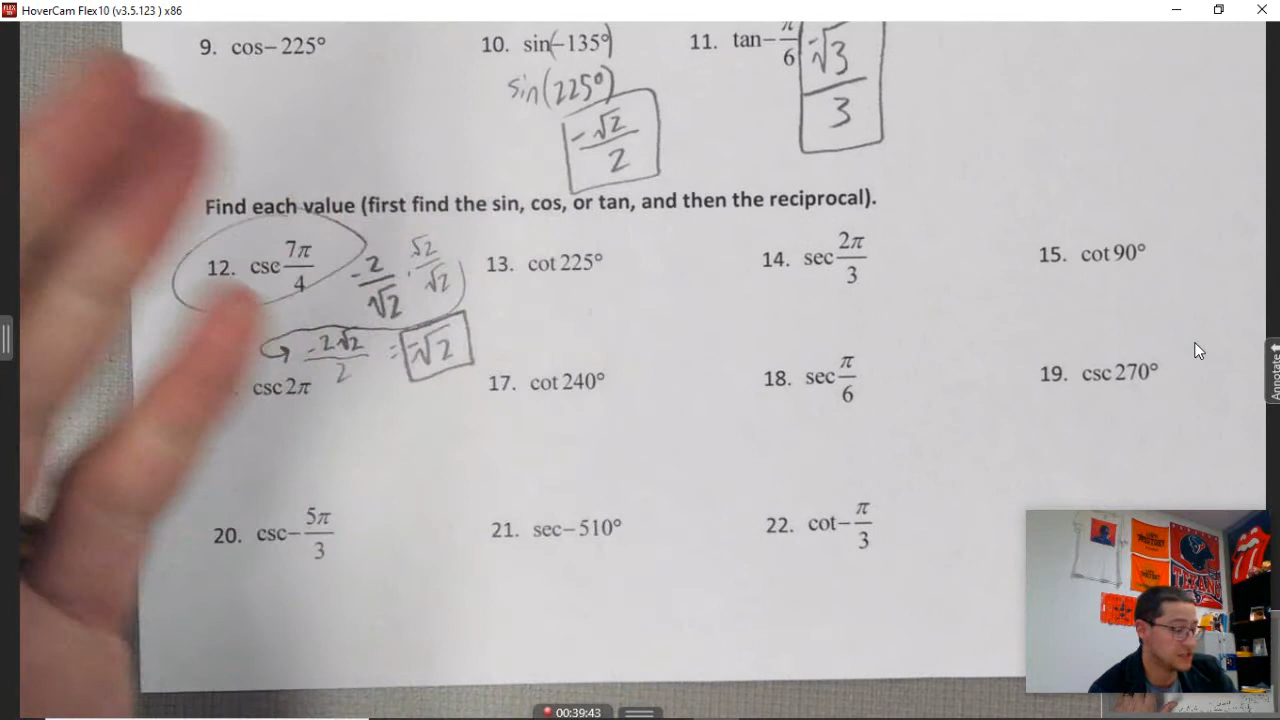 HoverCam Flex10 (v3.5.123) | x86
9. cos−225°
10. sin(−135°)
11. tan−π/6
sin(225°)
-√2/2
-√3/3
Find each value (first find the sin, cos, or tan, and then the reciprocal).
12. csc 7π/4
-2/√2 · √2/√2
-2√2/2 = -√2
13. cot 225°
14. sec 2π/3
15. cot 90°
csc 2π
17. cot 240°
18. sec π/6
19. csc 270°
20. csc−5π/3
21. sec−510°
22. cot−π/3
Annotate
TEXANS
00:39:43